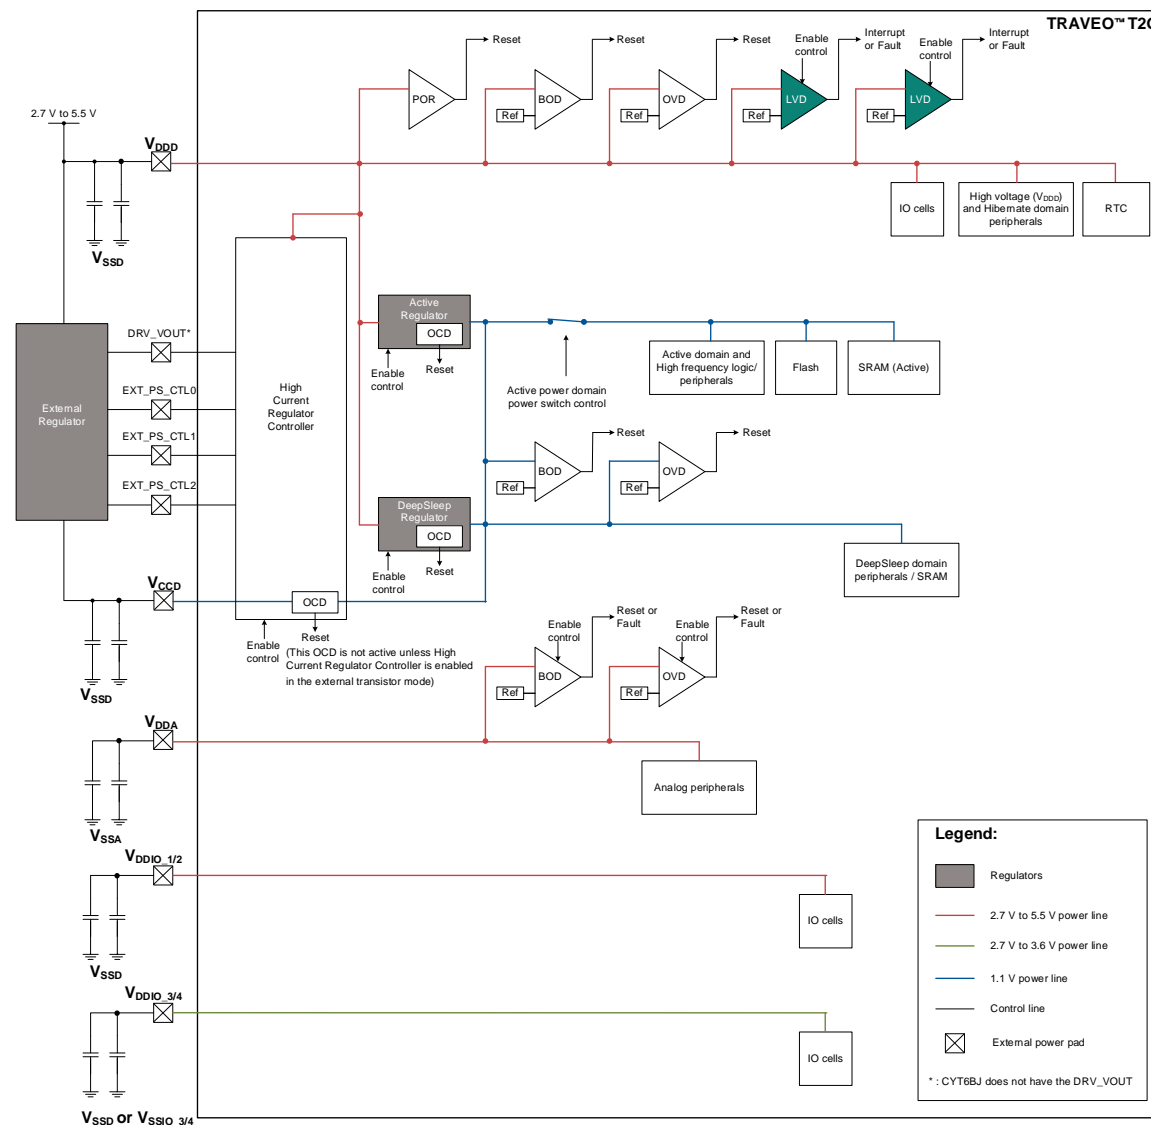 TRAVEO™ T2G
Reset
Reset
Reset
Enable
control
Interrupt
or Fault
Enable
control
Interrupt
or Fault
POR
BOD
OVD
LVD
LVD
Ref
Ref
Ref
Ref
2.7 V to 5.5 V
VDDD
VSSD
IO cells
High voltage (VDDD)
and Hibernate domain
peripherals
RTC
External
Regulator
DRV_VOUT*
EXT_PS_CTL0
EXT_PS_CTL1
EXT_PS_CTL2
High
Current
Regulator
Controller
Active
Regulator
OCD
Enable
control
Reset
Active power domain
power switch control
Active domain and
High frequency logic/
peripherals
Flash
SRAM (Active)
Reset
Reset
BOD
OVD
Ref
Ref
DeepSleep
Regulator
OCD
Enable
control
Reset
DeepSleep domain
peripherals / SRAM
VCCD
VSSD
OCD
Enable
control
Reset
(This OCD is not active unless High
Current Regulator Controller is enabled
in the external transistor mode)
Enable
control
Reset or
Fault
Enable
control
Reset or
Fault
BOD
OVD
Ref
Ref
VDDA
VSSA
Analog peripherals
VDDIO_1/2
VSSD
IO cells
VDDIO_3/4
VSSD or VSSIO_3/4
IO cells
Legend:
Regulators
2.7 V to 5.5 V power line
2.7 V to 3.6 V power line
1.1 V power line
Control line
External power pad
* : CYT6BJ does not have the DRV_VOUT